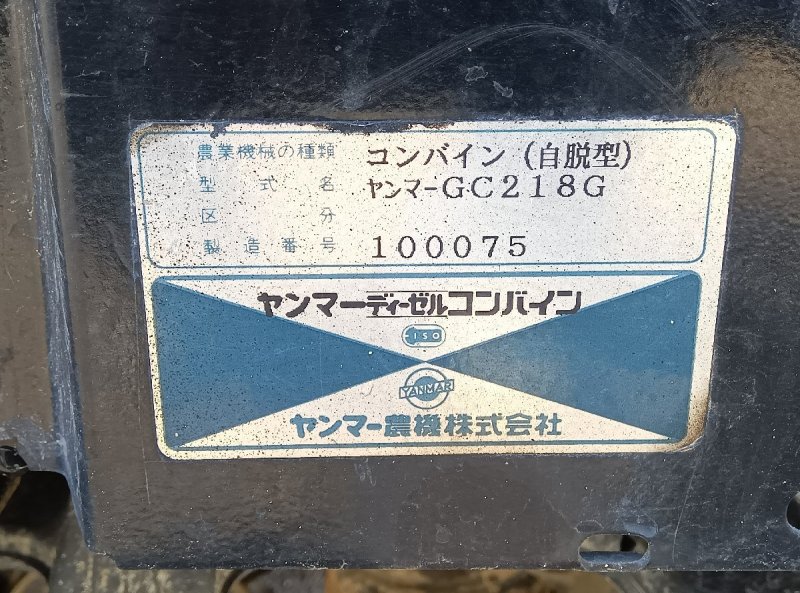 農業機械の種類 コンバイン（自脱型）
型式名 ヤンマーGC218G
区分
製造番号 100075
ヤンマーディーゼルコンバイン
ISO
YANMAR
ヤンマー農機株式会社